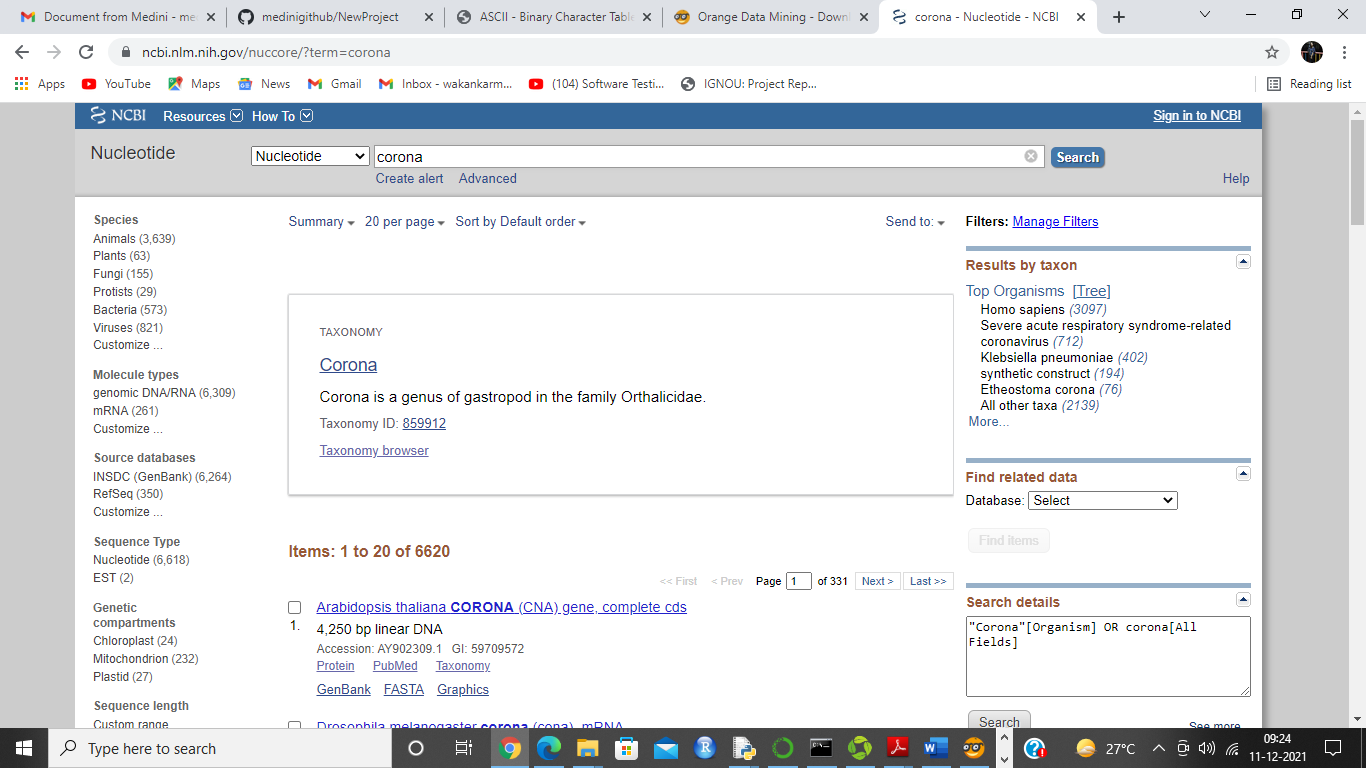 Document from Medini - me
medinigithub/NewProject
ASCII - Binary Character Table
Orange Data Mining - Downl
corona - Nucleotide - NCBI
ncbi.nlm.nih.gov/nuccore/?term=corona
Apps
YouTube
Maps
News
Gmail
Inbox - wakankarm...
(104) Software Testi...
IGNOU: Project Rep...
Reading list
NCBI Resources How To
Sign in to NCBI
Nucleotide
Nucleotide
corona
Search
Create alert Advanced
Help
Species
Animals (3,639)
Plants (63)
Fungi (155)
Protists (29)
Bacteria (573)
Viruses (821)
Customize ...
Molecule types
genomic DNA/RNA (6,309)
mRNA (261)
Customize ...
Source databases
INSDC (GenBank) (6,264)
RefSeq (350)
Customize ...
Sequence Type
Nucleotide (6,618)
EST (2)
Genetic
compartments
Chloroplast (24)
Mitochondrion (232)
Plastid (27)
Sequence length
Custom range
Summary 20 per page Sort by Default order
Send to:
TAXONOMY
Corona
Corona is a genus of gastropod in the family Orthalicidae.
Taxonomy ID: 859912
Taxonomy browser
Items: 1 to 20 of 6620
<< First < Prev Page 1 of 331 Next > Last >>
Arabidopsis thaliana CORONA (CNA) gene, complete cds
1.
4,250 bp linear DNA
Accession: AY902309.1 GI: 59709572
Protein PubMed Taxonomy
GenBank FASTA Graphics
Drosophila melanogaster corona (cona), mRNA
Filters: Manage Filters
Results by taxon
Top Organisms [Tree]
Homo sapiens (3097)
Severe acute respiratory syndrome-related
coronavirus (712)
Klebsiella pneumoniae (402)
synthetic construct (194)
Etheostoma corona (76)
All other taxa (2139)
More...
Find related data
Database: Select
Find items
Search details
"Corona"[Organism] OR corona[All
Fields]
Search
See more
Type here to search
27°C
09:24
11-12-2021